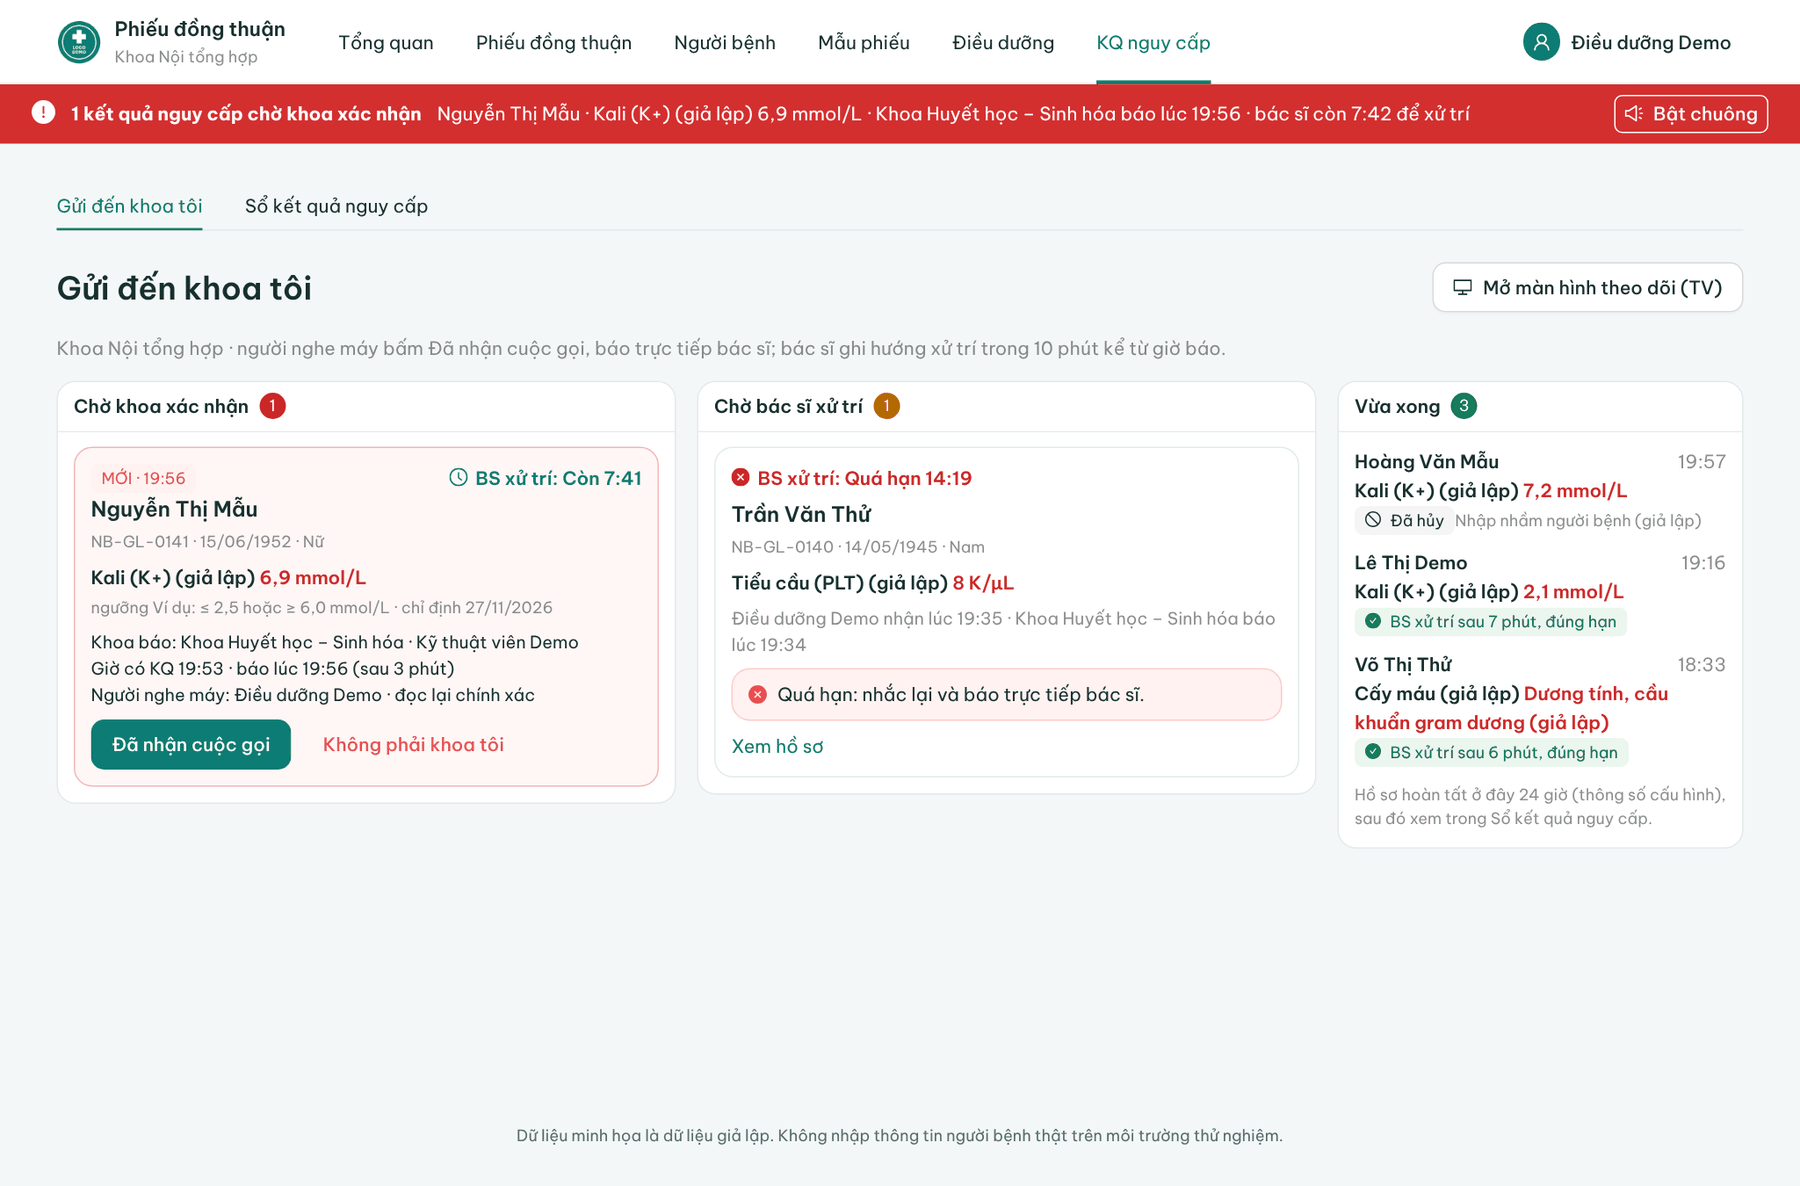 Phiếu đồng thuận
Khoa Nội tổng hợp
LOGO
DEMO
Tổng quan
Phiếu đồng thuận
Người bệnh
Mẫu phiếu
Điều dưỡng
KQ nguy cấp
Điều dưỡng Demo
1 kết quả nguy cấp chờ khoa xác nhận Nguyễn Thị Mẫu · Kali (K+) (giả lập) 6,9 mmol/L · Khoa Huyết học – Sinh hóa báo lúc 19:56 · bác sĩ còn 7:42 để xử trí
Bật chuông
Gửi đến khoa tôi
Sổ kết quả nguy cấp
Gửi đến khoa tôi
Mở màn hình theo dõi (TV)
Khoa Nội tổng hợp · người nghe máy bấm Đã nhận cuộc gọi, báo trực tiếp bác sĩ; bác sĩ ghi hướng xử trí trong 10 phút kể từ giờ báo.
Chờ khoa xác nhận 1
MỚI · 19:56
BS xử trí: Còn 7:41
Nguyễn Thị Mẫu
NB-GL-0141 · 15/06/1952 · Nữ
Kali (K+) (giả lập) 6,9 mmol/L
ngưỡng Ví dụ: ≤ 2,5 hoặc ≥ 6,0 mmol/L · chỉ định 27/11/2026
Khoa báo: Khoa Huyết học – Sinh hóa · Kỹ thuật viên Demo
Giờ có KQ 19:53 · báo lúc 19:56 (sau 3 phút)
Người nghe máy: Điều dưỡng Demo · đọc lại chính xác
Đã nhận cuộc gọi
Không phải khoa tôi
Chờ bác sĩ xử trí 1
BS xử trí: Quá hạn 14:19
Trần Văn Thử
NB-GL-0140 · 14/05/1945 · Nam
Tiểu cầu (PLT) (giả lập) 8 K/µL
Điều dưỡng Demo nhận lúc 19:35 · Khoa Huyết học – Sinh hóa báo
lúc 19:34
Quá hạn: nhắc lại và báo trực tiếp bác sĩ.
Xem hồ sơ
Vừa xong 3
Hoàng Văn Mẫu 19:57
Kali (K+) (giả lập) 7,2 mmol/L
Đã hủy Nhập nhầm người bệnh (giả lập)
Lê Thị Demo 19:16
Kali (K+) (giả lập) 2,1 mmol/L
BS xử trí sau 7 phút, đúng hạn
Võ Thị Thử 18:33
Cấy máu (giả lập) Dương tính, cầu
khuẩn gram dương (giả lập)
BS xử trí sau 6 phút, đúng hạn
Hồ sơ hoàn tất ở đây 24 giờ (thông số cấu hình),
sau đó xem trong Sổ kết quả nguy cấp.
Dữ liệu minh họa là dữ liệu giả lập. Không nhập thông tin người bệnh thật trên môi trường thử nghiệm.